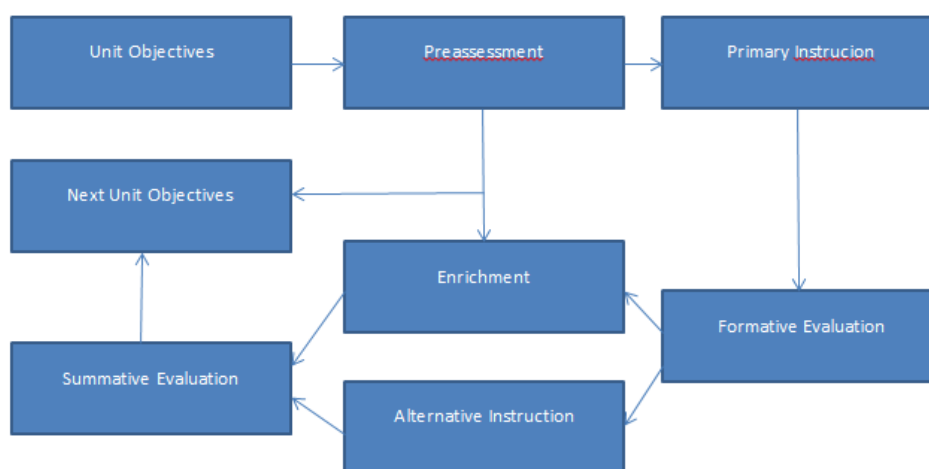 Unit Objectives
Preassessment
Primary Instrucion
Next Unit Objectives
Enrichment
Formative Evaluation
Summative Evaluation
Alternative Instruction